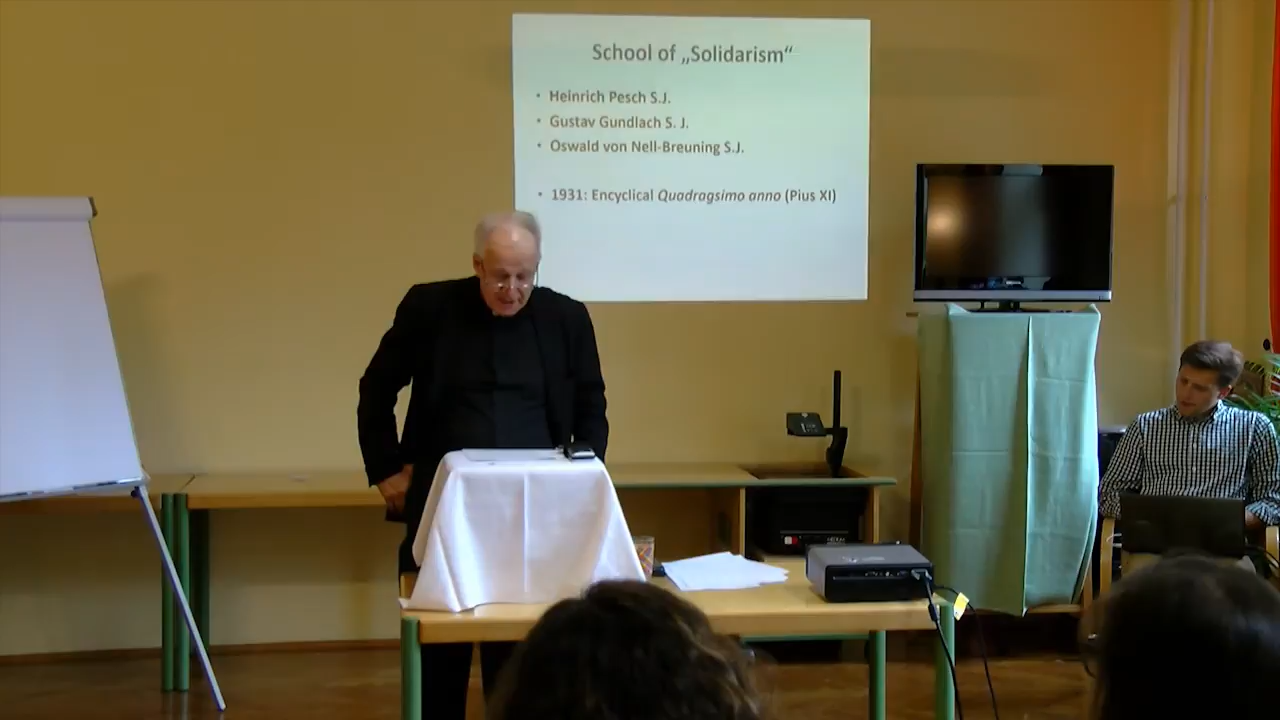 School of „Solidarism“
• Heinrich Pesch S.J.
• Gustav Gundlach S. J.
• Oswald von Nell-Breuning S.J.
• 1931: Encyclical Quadragsimo anno (Pius XI)